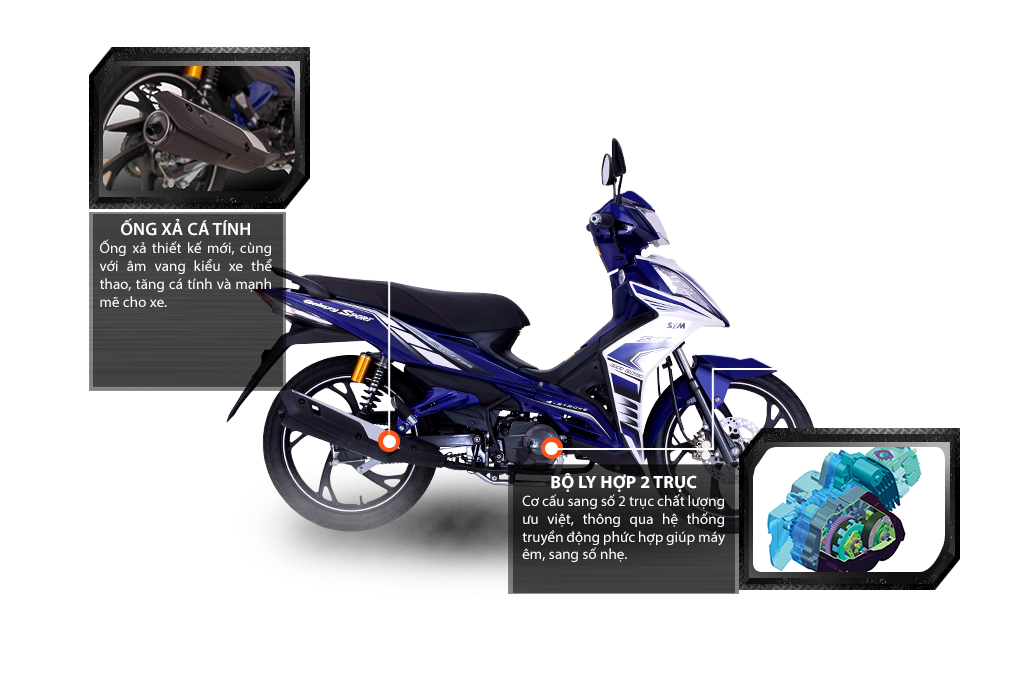 ỐNG XẢ CÁ TÍNH
Ống xả thiết kế mới, cùng
với âm vang kiểu xe thể
thao, tăng cá tính và mạnh
mẽ cho xe.
Galaxy SPORT
SYM
4-STROKE
BỘ LY HỢP 2 TRỤC
Cơ cấu sang số 2 trục chất lượng
ưu việt, thông qua hệ thống
truyền động phức hợp giúp máy
êm, sang số nhẹ.